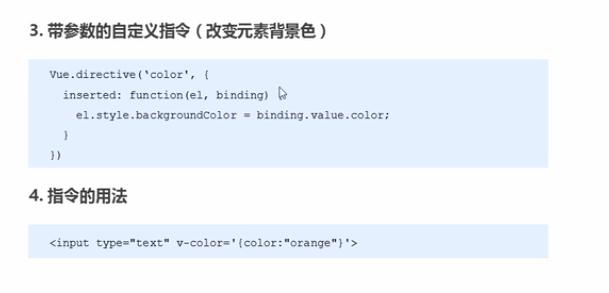 3. 带参数的自定义指令（改变元素背景色）
Vue.directive(‘color', {
inserted: function(el, binding)
el.style.backgroundColor = binding.value.color;
}
})
4. 指令的用法
<input type="text" v-color='{color:"orange"}'>